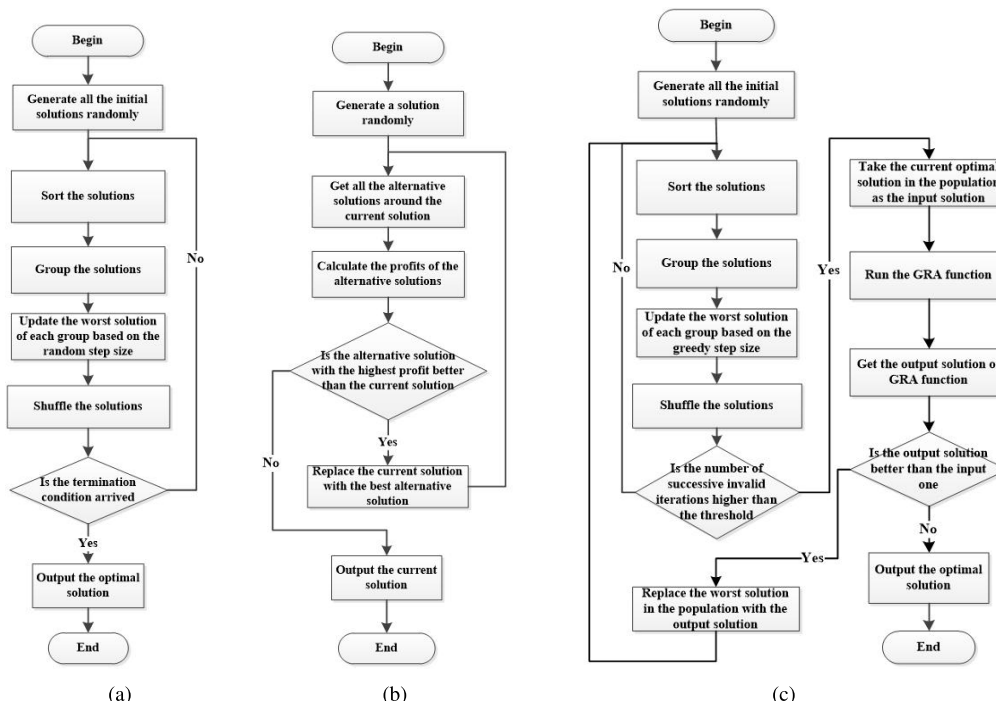 Begin
Generate all the initial
solutions randomly
Sort the solutions
Group the solutions
No
Update the worst solution
of each group based on the
random step size
Shuffle the solutions
Is the termination
condition arrived
Yes
Output the optimal
solution
End
(a)
Begin
Generate a solution
randomly
Get all the alternative
solutions around the
current solution
Calculate the profits of the
alternative solutions
Is the alternative solution
with the highest profit better
than the current solution
Yes
No
Replace the current solution
with the best alternative
solution
Output the current
solution
End
(b)
Begin
Generate all the initial
solutions randomly
Sort the solutions
Group the solutions
No
Update the worst solution
of each group based on the
greedy step size
Shuffle the solutions
Is the number of
successive invalid
iterations higher than
the threshold
Yes
Take the current optimal
solution in the population
as the input solution
Run the GRA function
Get the output solution of
GRA function
Is the output solution
better than the input
one
No
Yes
Replace the worst solution
in the population with the
output solution
Output the optimal
solution
End
(c)